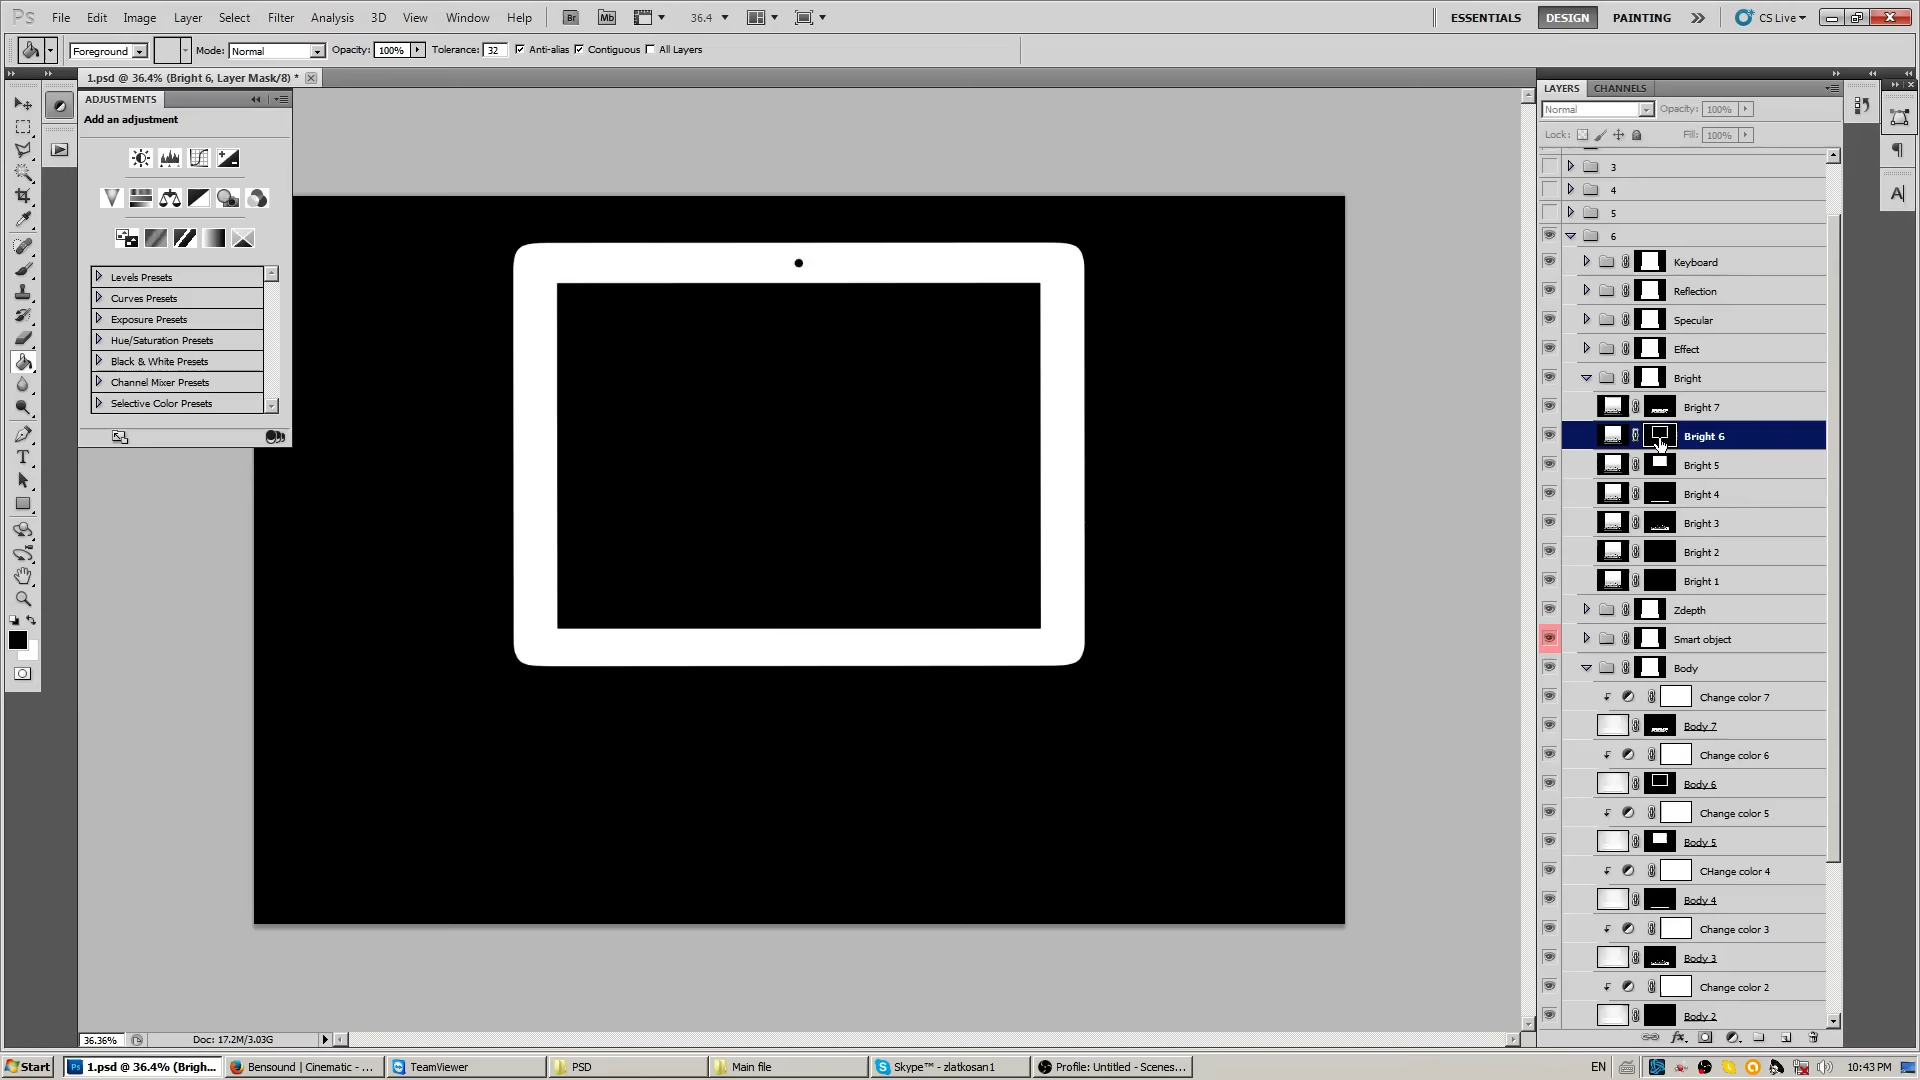 Ps File Edit Image Layer Select Filter Analysis 3D View Window Help Br Mb 36.4 ESSENTIALS DESIGN PAINTING CS Live
Foreground Mode: Normal Opacity: 100% Tolerance: 32 Anti-alias Contiguous All Layers
1.psd @ 36.4% (Bright 6, Layer Mask/8) *
ADJUSTMENTS
Add an adjustment
Levels Presets
Curves Presets
Exposure Presets
Hue/Saturation Presets
Black & White Presets
Channel Mixer Presets
Selective Color Presets
LAYERS CHANNELS
Normal Opacity: 100%
Lock: Fill: 100%
3
4
5
6
Keyboard
Reflection
Specular
Effect
Bright
Bright 7
Bright 6
Bright 5
Bright 4
Bright 3
Bright 2
Bright 1
Zdepth
Smart object
Body
Change color 7
Body 7
Change color 6
Body 6
Change color 5
Body 5
CHange color 4
Body 4
Change color 3
Body 3
Change color 2
Body 2
36.36% Doc: 17.2M/3.03G
Start 1.psd @ 36.4% (Brigh... Bensound | Cinematic - ... TeamViewer PSD Main file Skype™ - zlatkosan1 Profile: Untitled - Scenes... EN 10:43 PM